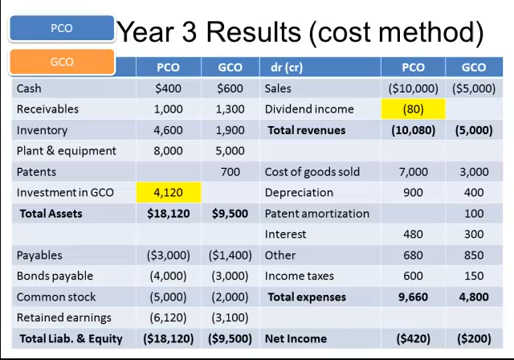 PCO
Year 3 Results (cost method)
GCO
PCO GCO dr (cr) PCO GCO
Cash $400 $600 Sales ($10,000) ($5,000)
Receivables 1,000 1,300 Dividend income (80)
Inventory 4,600 1,900 Total revenues (10,080) (5,000)
Plant & equipment 8,000 5,000
Patents 700 Cost of goods sold 7,000 3,000
Investment in GCO 4,120 Depreciation 900 400
Total Assets $18,120 $9,500 Patent amortization 100
Interest 480 300
Payables ($3,000) ($1,400) Other 680 850
Bonds payable (4,000) (3,000) Income taxes 600 150
Common stock (5,000) (2,000) Total expenses 9,660 4,800
Retained earnings (6,120) (3,100)
Total Liab. & Equity ($18,120) ($9,500) Net Income ($420) ($200)